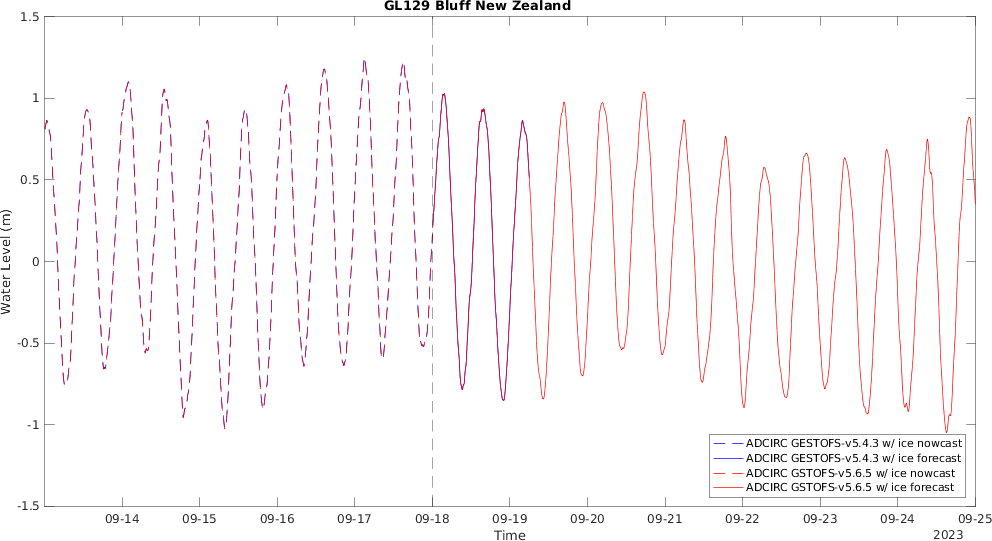 GL129 Bluff New Zealand
1.5
1
0.5
0
-0.5
-1
-1.5
Water Level (m)
ADCIRC GESTOFS-v5.4.3 w/ ice nowcast
ADCIRC GESTOFS-v5.4.3 w/ ice forecast
ADCIRC GSTOFS-v5.6.5 w/ ice nowcast
ADCIRC GSTOFS-v5.6.5 w/ ice forecast
09-14 09-15 09-16 09-17 09-18 09-19 09-20 09-21 09-22 09-23 09-24 09-25
Time
2023